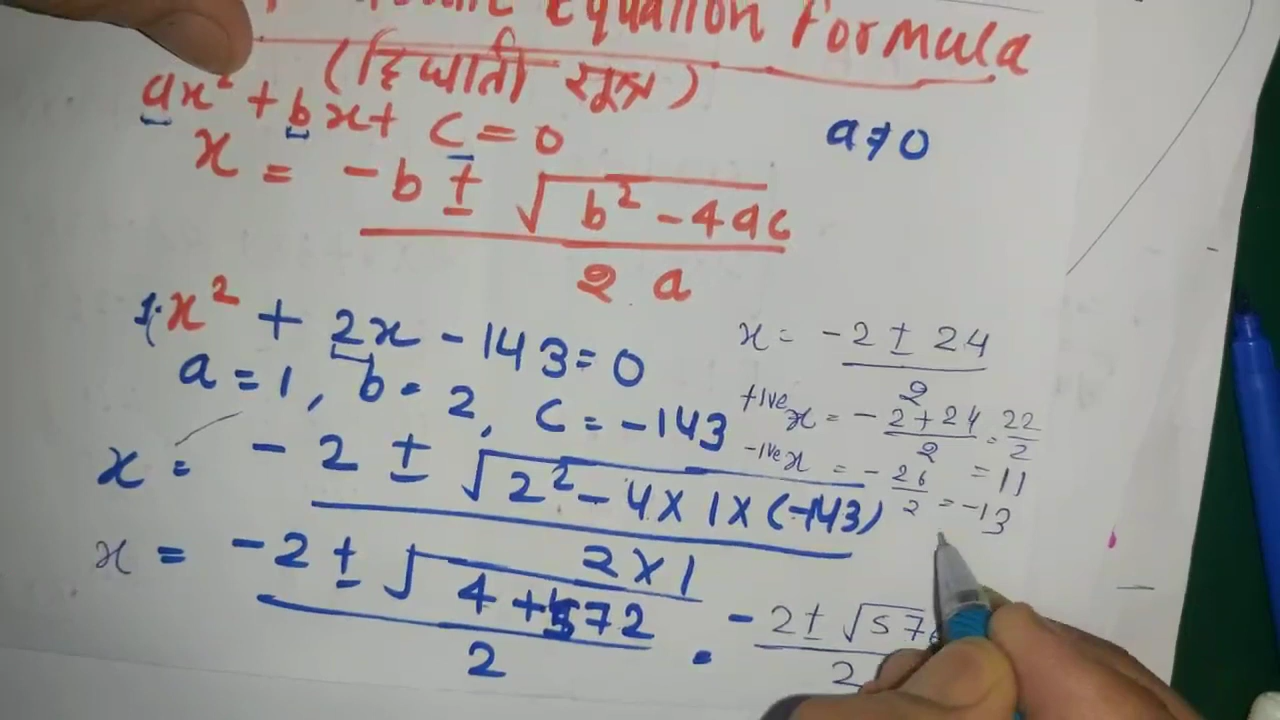 Equation Formula
(द्विघाती सूत्र)
ax² + bx + c = 0
a ≠ 0
x = -b ± √b² - 4ac
2a
1. x² + 2x - 143 = 0
a = 1, b = 2, c = -143
x = -2 ± √2² - 4 x 1 x (-143)
2 x 1
x = -2 ± √4 + 572
2
= -2 ± √576
2
x = -2 ± 24
2
+ive x = -2 + 24
2
= 22
2
= 11
-ive x = -26
2
= -13